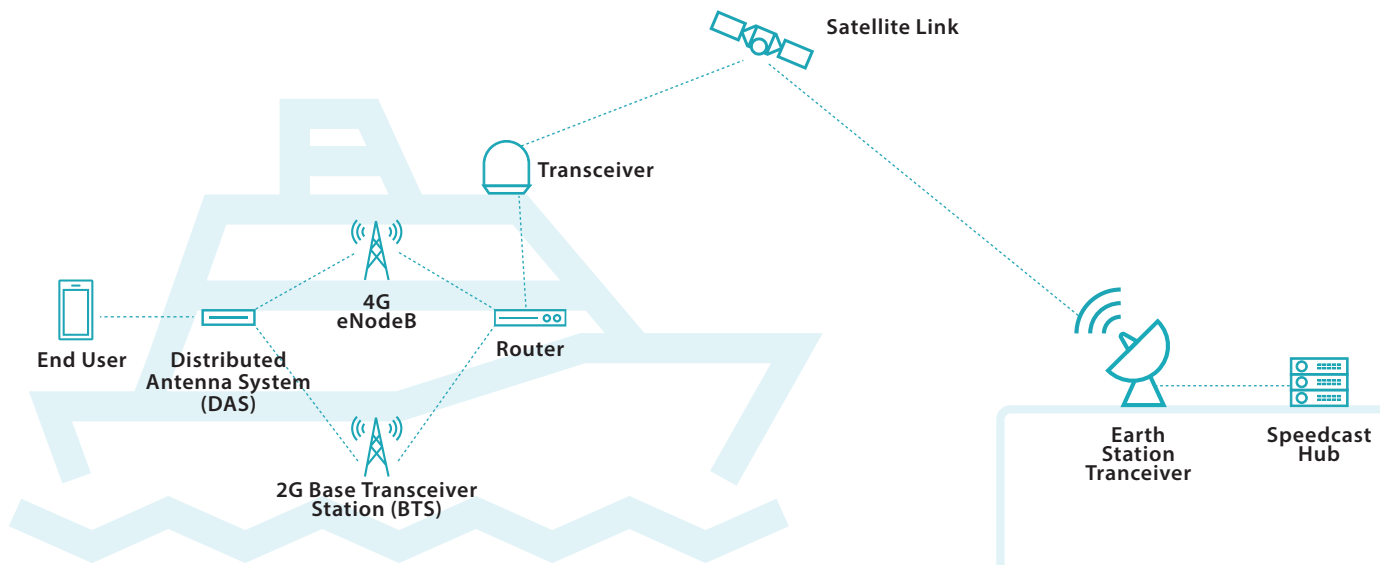 Satellite Link
Transceiver
4G
eNodeB
End User
Distributed
Antenna System
(DAS)
Router
2G Base Transceiver
Station (BTS)
Earth
Station
Tranceiver
Speedcast
Hub